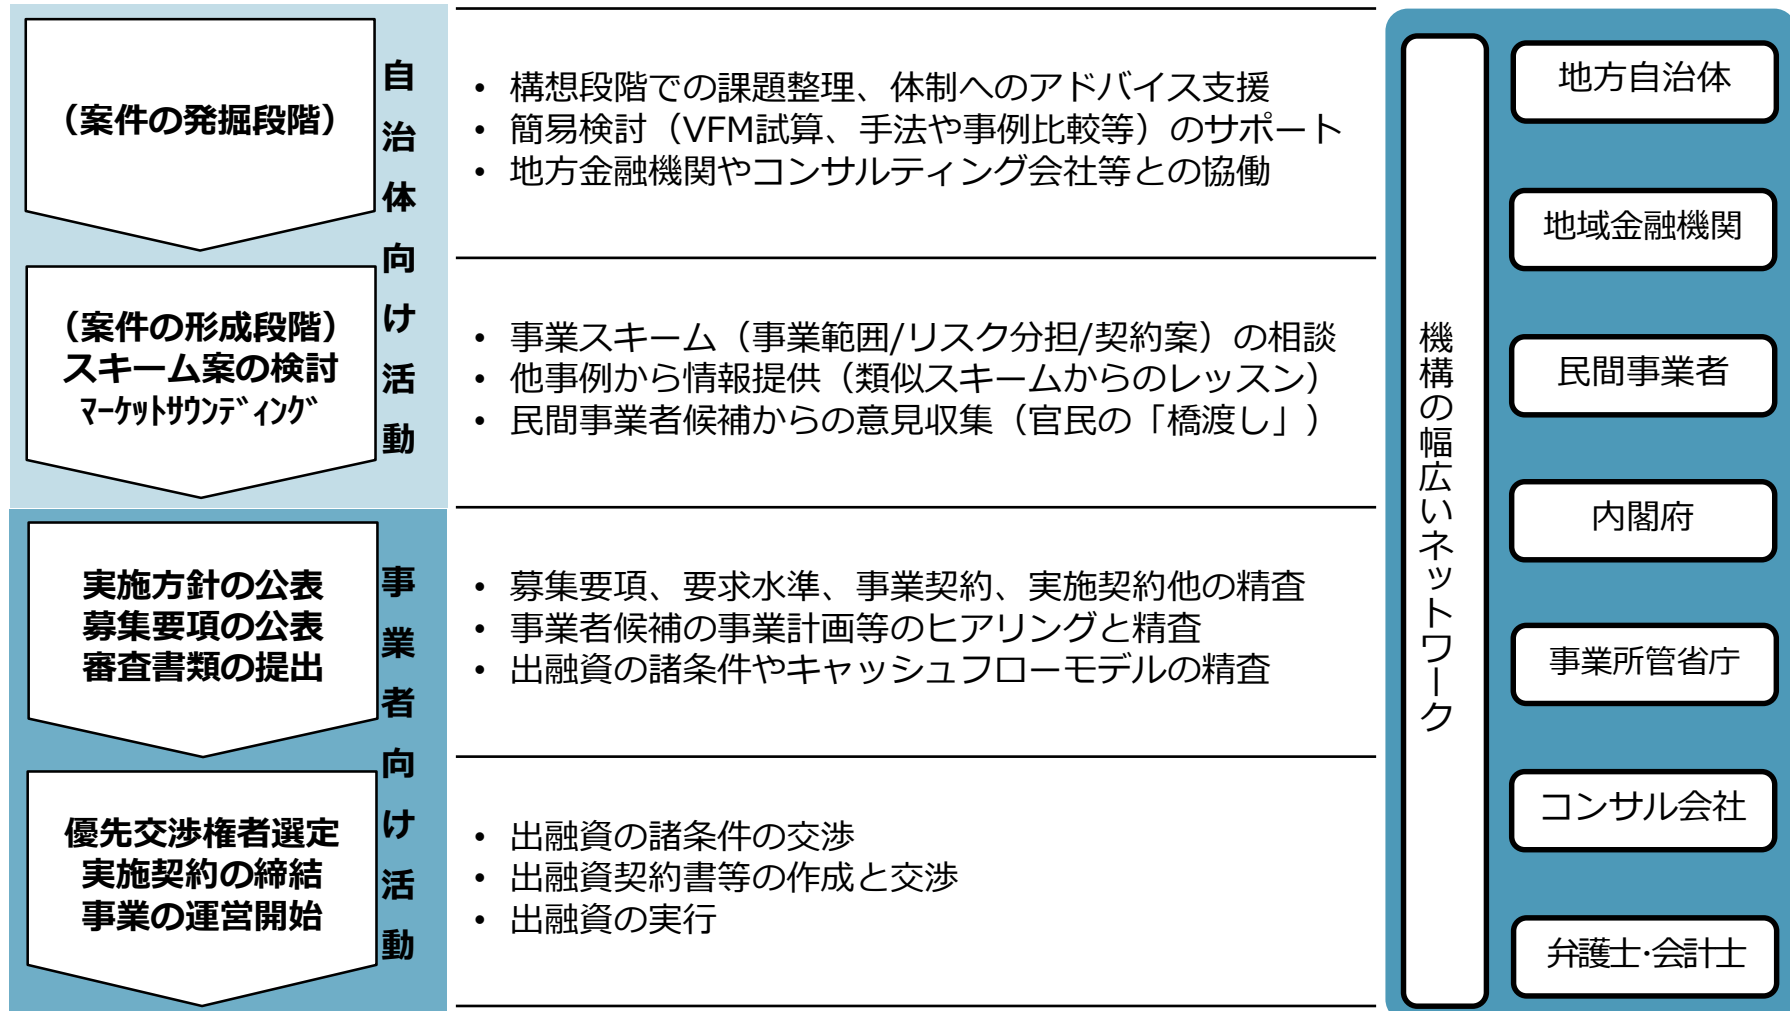 (案件の発掘段階)
自治体向け活動
• 構想段階での課題整理、体制へのアドバイス支援
• 簡易検討（VFM試算、手法や事例比較等）のサポート
• 地方金融機関やコンサルティング会社等との協働
(案件の形成段階)
スキーム案の検討
ﾏｰｹｯﾄｻｳﾝﾃﾞｨﾝｸﾞ
• 事業スキーム（事業範囲/リスク分担/契約案）の相談
• 他事例から情報提供（類似スキームからのレッスン）
• 民間事業者候補からの意見収集（官民の「橋渡し」）
実施方針の公表
募集要項の公表
審査書類の提出
事業者向け活動
• 募集要項、要求水準、事業契約、実施契約他の精査
• 事業者候補の事業計画等のヒアリングと精査
• 出融資の諸条件やキャッシュフローモデルの精査
優先交渉権者選定
実施契約の締結
事業の運営開始
• 出融資の諸条件の交渉
• 出融資契約書等の作成と交渉
• 出融資の実行
機構の幅広いネットワーク
地方自治体
地域金融機関
民間事業者
内閣府
事業所管省庁
コンサル会社
弁護士･会計士